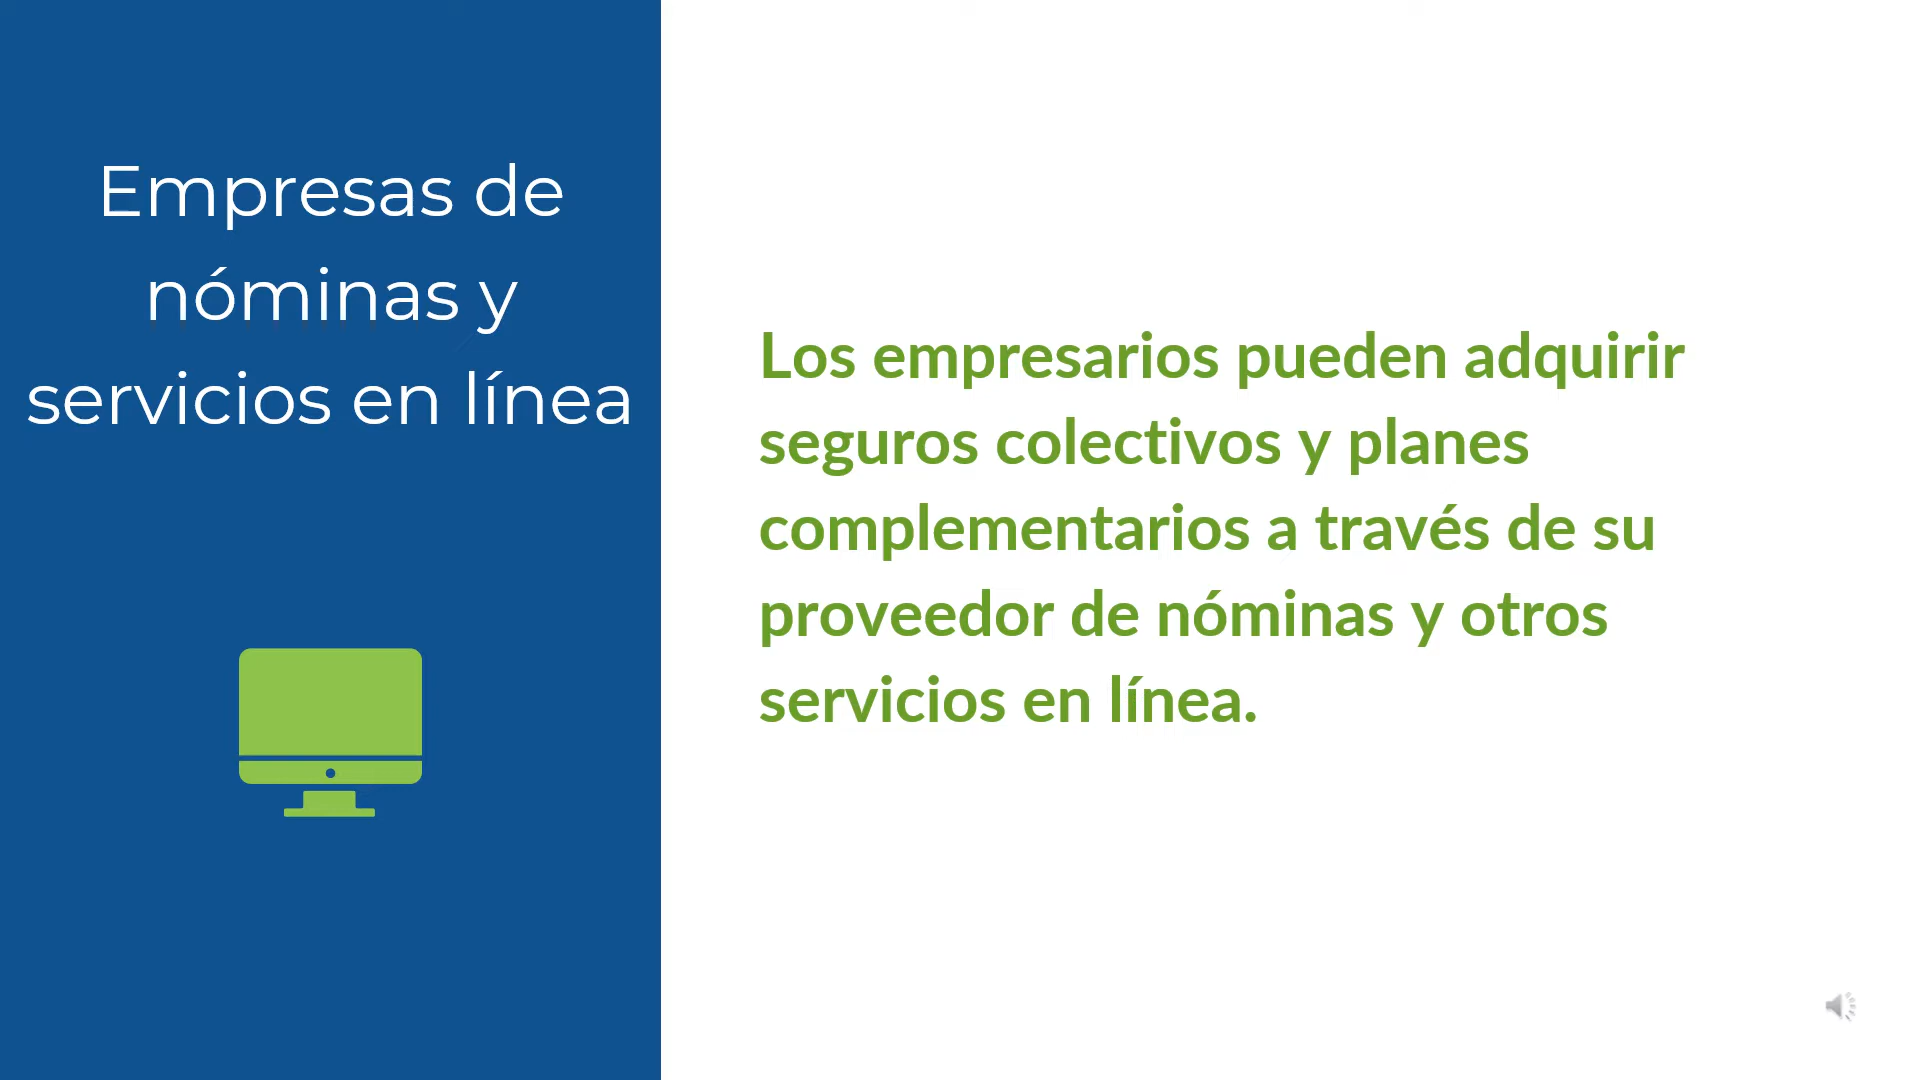 Empresas de
nóminas y
servicios en línea
Los empresarios pueden adquirir
seguros colectivos y planes
complementarios a través de su
proveedor de nóminas y otros
servicios en línea.